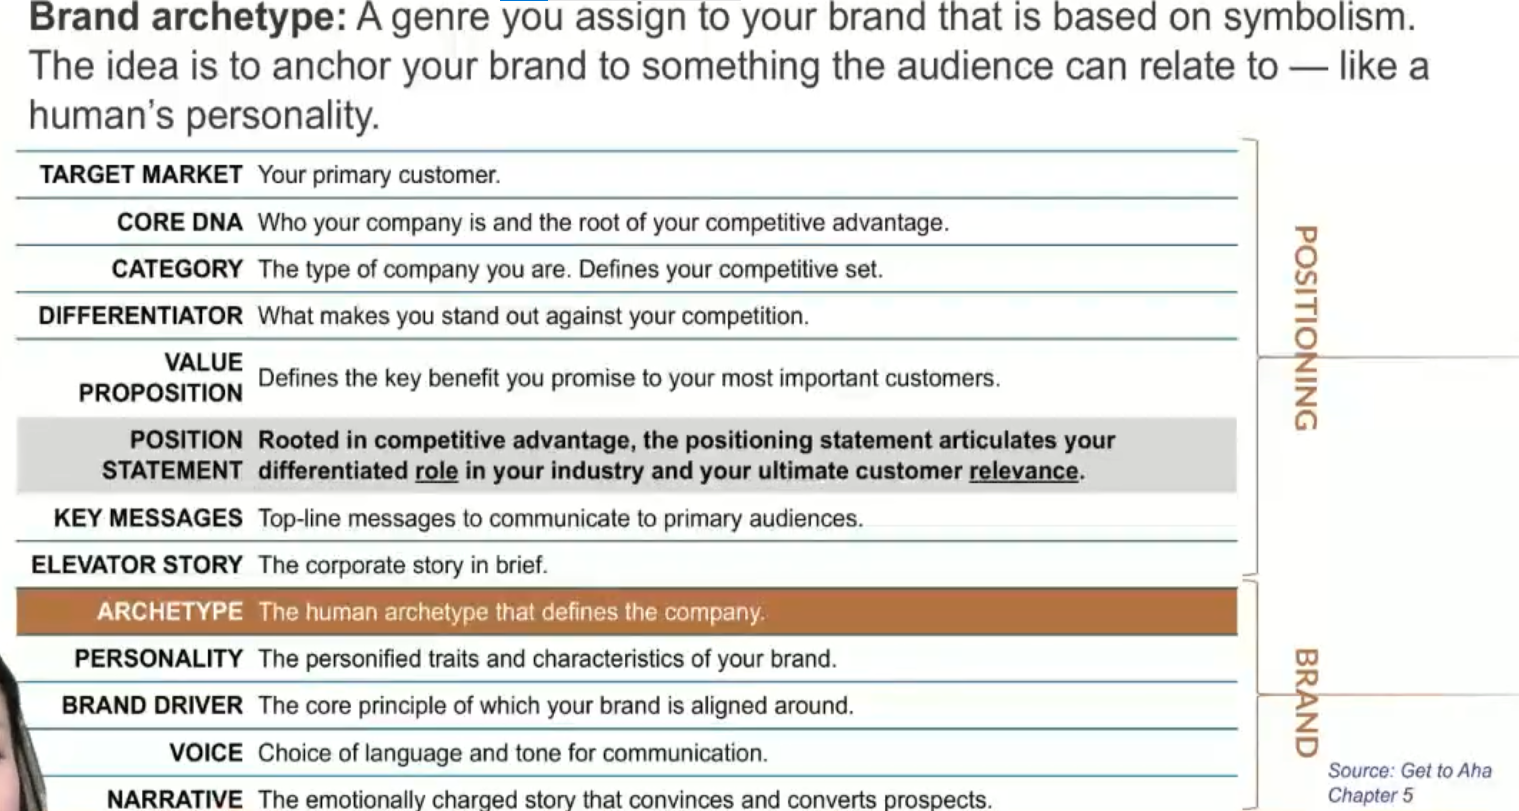 Brand archetype: A genre you assign to your brand that is based on symbolism.
The idea is to anchor your brand to something the audience can relate to — like a
human's personality.
TARGET MARKET Your primary customer.
CORE DNA Who your company is and the root of your competitive advantage.
CATEGORY The type of company you are. Defines your competitive set.
DIFFERENTIATOR What makes you stand out against your competition.
VALUE
PROPOSITION Defines the key benefit you promise to your most important customers.
POSITION Rooted in competitive advantage, the positioning statement articulates your
STATEMENT differentiated role in your industry and your ultimate customer relevance.
KEY MESSAGES Top-line messages to communicate to primary audiences.
ELEVATOR STORY The corporate story in brief.
POSITIONING
ARCHETYPE The human archetype that defines the company.
PERSONALITY The personified traits and characteristics of your brand.
BRAND DRIVER The core principle of which your brand is aligned around.
VOICE Choice of language and tone for communication.
NARRATIVE The emotionally charged story that convinces and converts prospects.
BRAND
Source: Get to Aha
Chapter 5